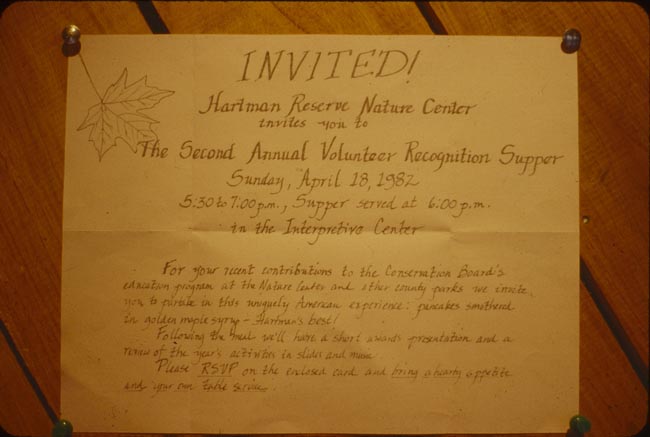 INVITED!
Hartman Reserve Nature Center
invites you to
The Second Annual Volunteer Recognition Supper
Sunday, April 18, 1982
5:30 to 7:00 p.m., Supper served at 6:00 p.m.
in the Interpretive Center
For your recent contributions to the Conservation Board's
education program at the Nature Center and other county parks we invite
you to partake in this uniquely American experience: pancakes smothered
in golden maple syrup - Hartman's best!
Following the meal we'll have a short awards presentation and a
review of the year's activities in slides and music.
Please RSVP on the enclosed card and bring a hearty appetite
and your own table service.